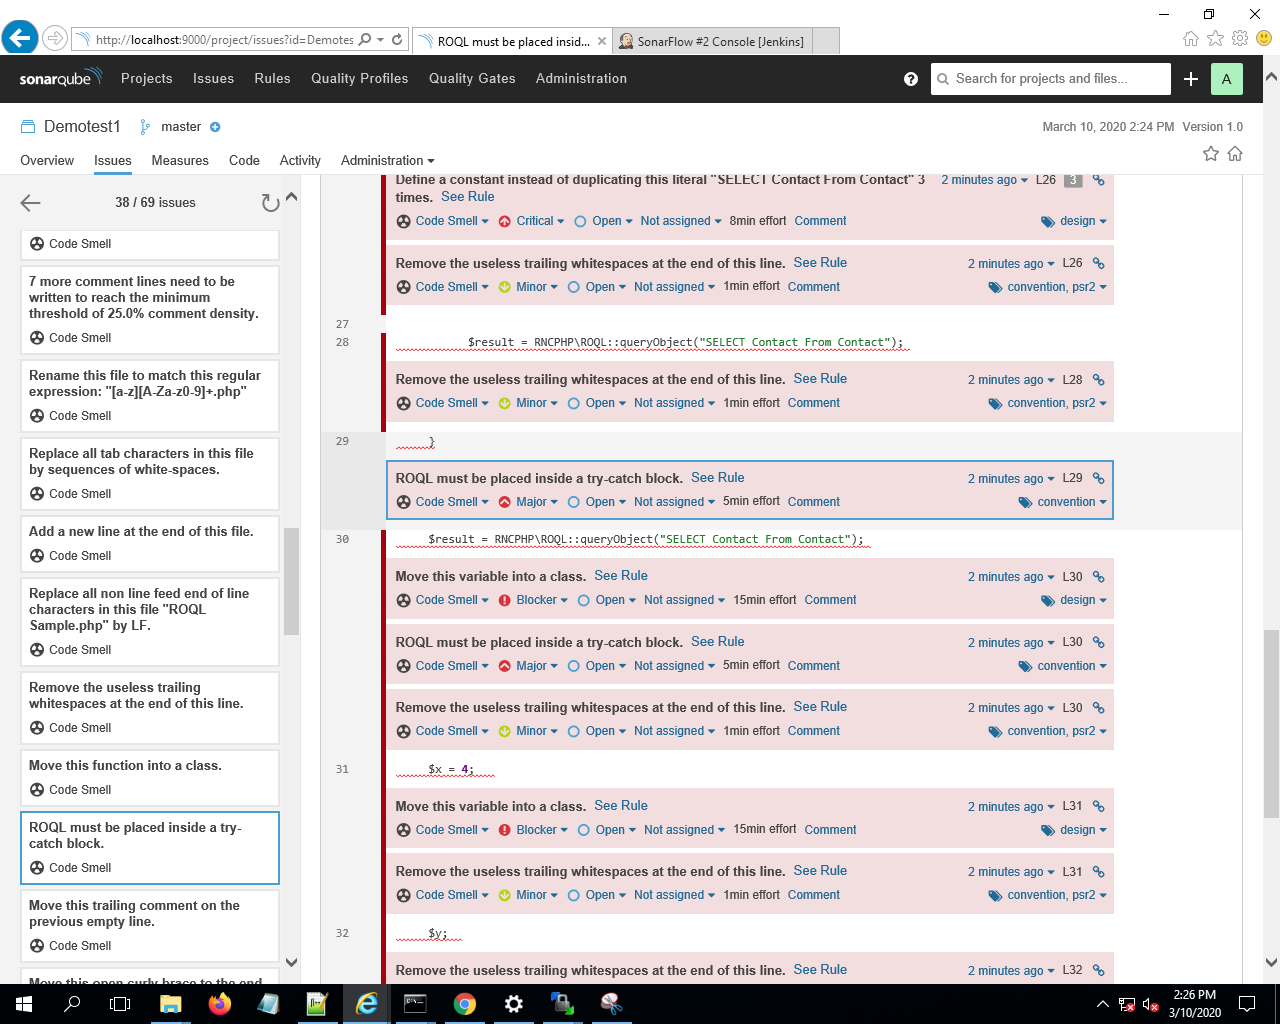 http://localhost:9000/project/issues?id=Demotes
ROQL must be placed insid...
SonarFlow #2 Console [Jenkins]
sonarqube
Projects
Issues
Rules
Quality Profiles
Quality Gates
Administration
?
Search for projects and files...
A
Demotest1
master
March 10, 2020 2:24 PM Version 1.0
Overview
Issues
Measures
Code
Activity
Administration
38 / 69 issues
Code Smell
7 more comment lines need to be
written to reach the minimum
threshold of 25.0% comment density.
Code Smell
Rename this file to match this regular
expression: "[a-z][A-Za-z0-9]+.php"
Code Smell
Replace all tab characters in this file
by sequences of white-spaces.
Code Smell
Add a new line at the end of this file.
Code Smell
Replace all non line feed end of line
characters in this file "ROQL
Sample.php" by LF.
Code Smell
Remove the useless trailing
whitespaces at the end of this line.
Code Smell
Move this function into a class.
Code Smell
ROQL must be placed inside a try-
catch block.
Code Smell
Move this trailing comment on the
previous empty line.
Code Smell
Move this open curly brace to the end
Define a constant instead of duplicating this literal "SELECT Contact From Contact" 3 2 minutes ago L26 3
times. See Rule
Code Smell Critical Open Not assigned 8min effort Comment design
Remove the useless trailing whitespaces at the end of this line. See Rule 2 minutes ago L26
Code Smell Minor Open Not assigned 1min effort Comment convention, psr2
27
28 $result = RNCPHP\ROQL::queryObject("SELECT Contact From Contact");
Remove the useless trailing whitespaces at the end of this line. See Rule 2 minutes ago L28
Code Smell Minor Open Not assigned 1min effort Comment convention, psr2
29 }
ROQL must be placed inside a try-catch block. See Rule 2 minutes ago L29
Code Smell Major Open Not assigned 5min effort Comment convention
30 $result = RNCPHP\ROQL::queryObject("SELECT Contact From Contact");
Move this variable into a class. See Rule 2 minutes ago L30
Code Smell Blocker Open Not assigned 15min effort Comment design
ROQL must be placed inside a try-catch block. See Rule 2 minutes ago L30
Code Smell Major Open Not assigned 5min effort Comment convention
Remove the useless trailing whitespaces at the end of this line. See Rule 2 minutes ago L30
Code Smell Minor Open Not assigned 1min effort Comment convention, psr2
31 $x = 4;
Move this variable into a class. See Rule 2 minutes ago L31
Code Smell Blocker Open Not assigned 15min effort Comment design
Remove the useless trailing whitespaces at the end of this line. See Rule 2 minutes ago L31
Code Smell Minor Open Not assigned 1min effort Comment convention, psr2
32 $y;
Remove the useless trailing whitespaces at the end of this line. See Rule 2 minutes ago L32
2:26 PM
3/10/2020